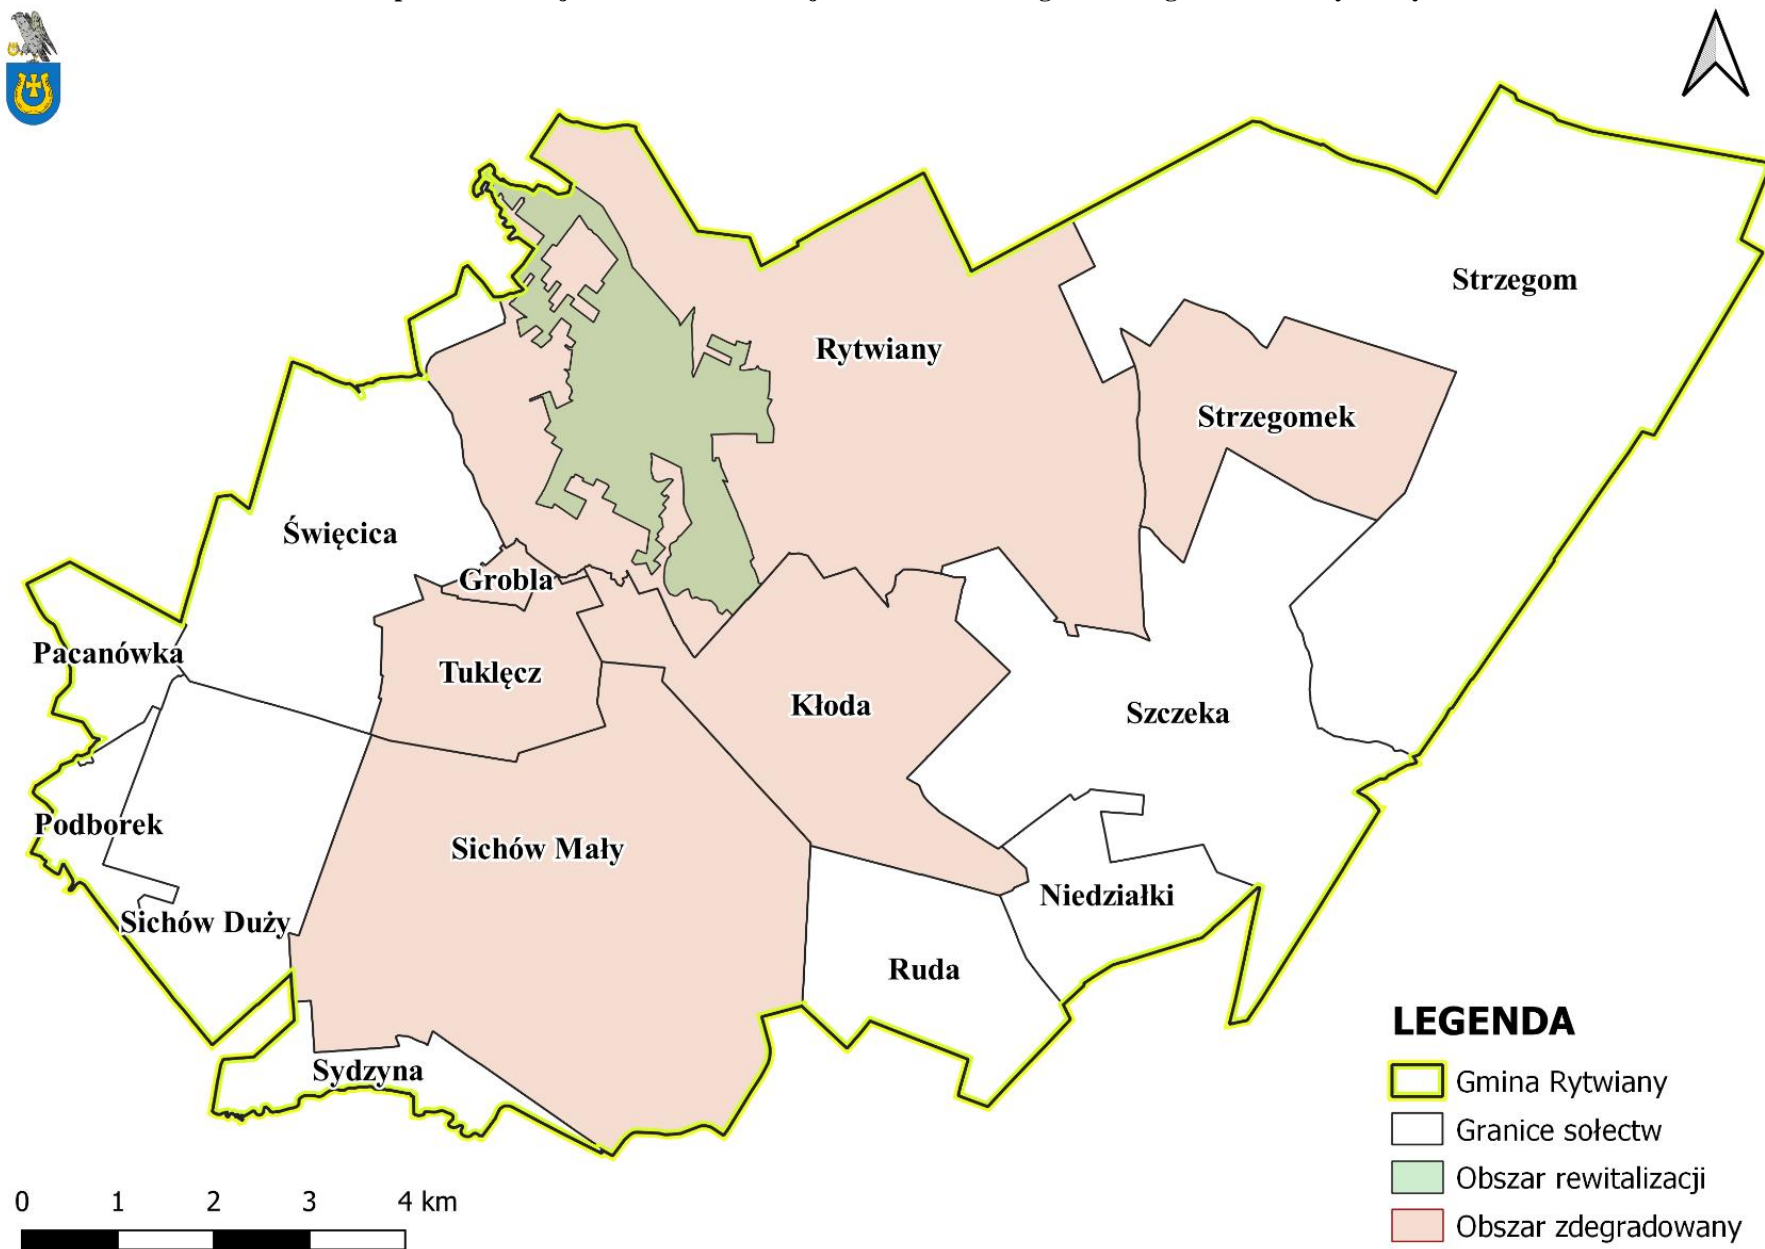 Strzegom
Rytwiany
Strzegomek
Święcica
Grobla
Pacanówka
Tuklęcz
Kłoda
Szczeka
Podborek
Sichów Mały
Niedziałki
Sichów Duży
Ruda
Sydzyna
LEGENDA
Gmina Rytwiany
Granice sołectw
Obszar rewitalizacji
Obszar zdegradowany
0 1 2 3 4 km